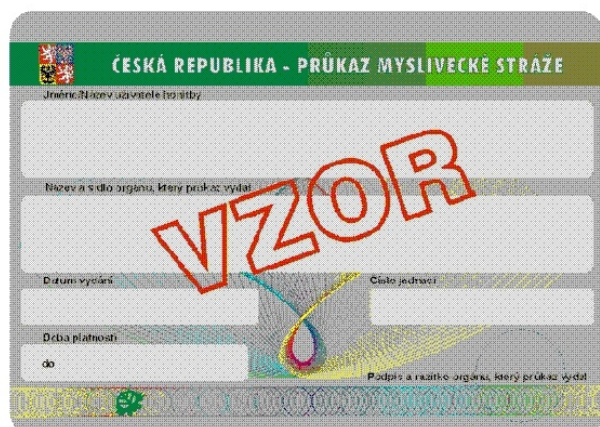 ČESKÁ REPUBLIKA - PRŮKAZ MYSLIVECKÉ STRÁŽE
Jméno/Název uživatele honitby
Název a sídlo orgánu, který průkaz vydal
VZOR
Datum vydání
Číslo jednací
Doba platnosti
do
Podpis a razítko orgánu, který průkaz vydal